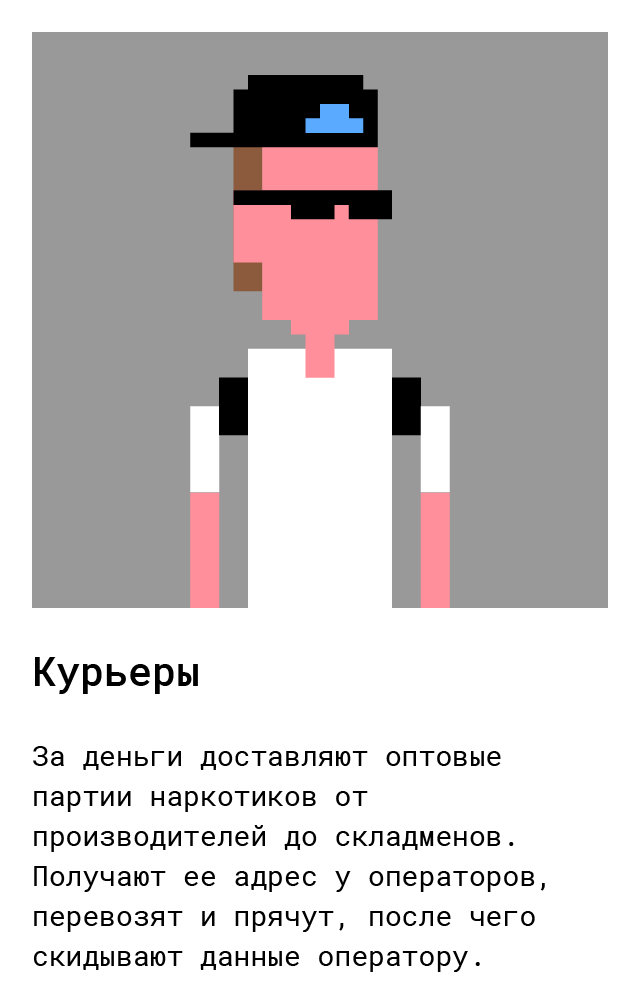 Курьеры
За деньги доставляют оптовые
партии наркотиков от
производителей до складменов.
Получают ее адрес у операторов,
перевозят и прячут, после чего
скидывают данные оператору.